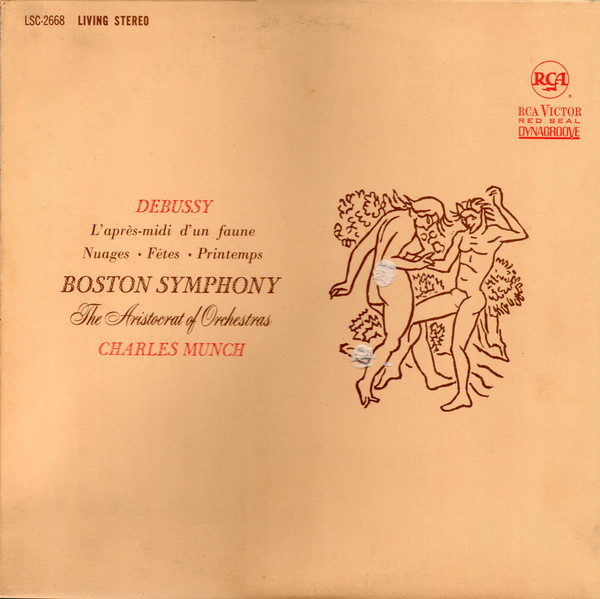 LSC-2668 LIVING STEREO
RCA
RCA VICTOR
RED SEAL
DYNAGROOVE
DEBUSSY
L'après-midi d'un faune
Nuages • Fêtes • Printemps
BOSTON SYMPHONY
The Aristocrat of Orchestras
CHARLES MUNCH